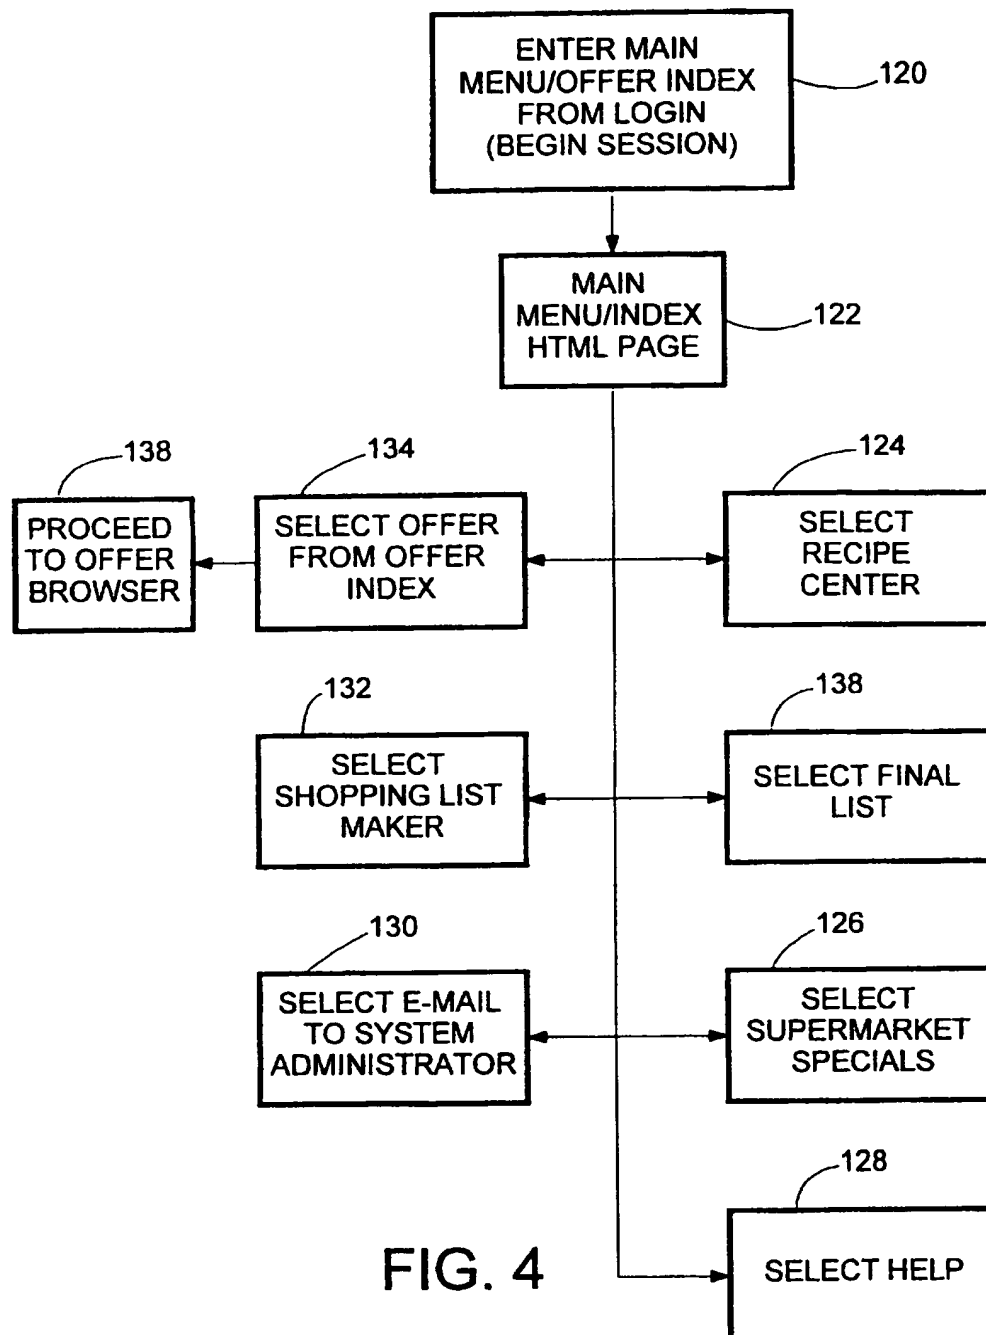 ENTER MAIN
MENU/OFFER INDEX
FROM LOGIN
(BEGIN SESSION)
120
MAIN
MENU/INDEX
HTML PAGE
122
138
PROCEED
TO OFFER
BROWSER
134
SELECT OFFER
FROM OFFER
INDEX
124
SELECT
RECIPE
CENTER
132
SELECT
SHOPPING LIST
MAKER
138
SELECT FINAL
LIST
130
SELECT E-MAIL
TO SYSTEM
ADMINISTRATOR
126
SELECT
SUPERMARKET
SPECIALS
128
SELECT HELP
FIG. 4